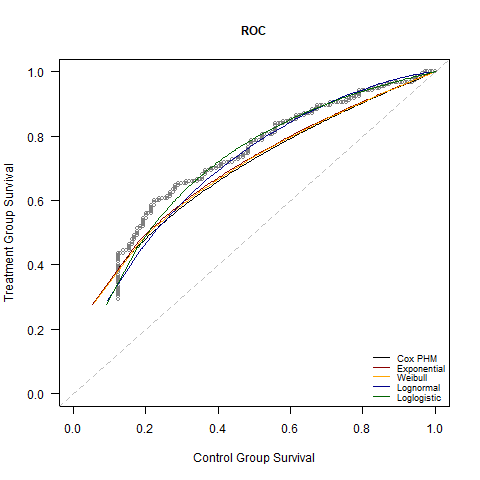 ROC
Treatment Group Survival
1.0
0.8
0.6
0.4
0.2
0.0
0.0 0.2 0.4 0.6 0.8 1.0
Control Group Survival
Cox PHM
Exponential
Weibull
Lognormal
Loglogistic